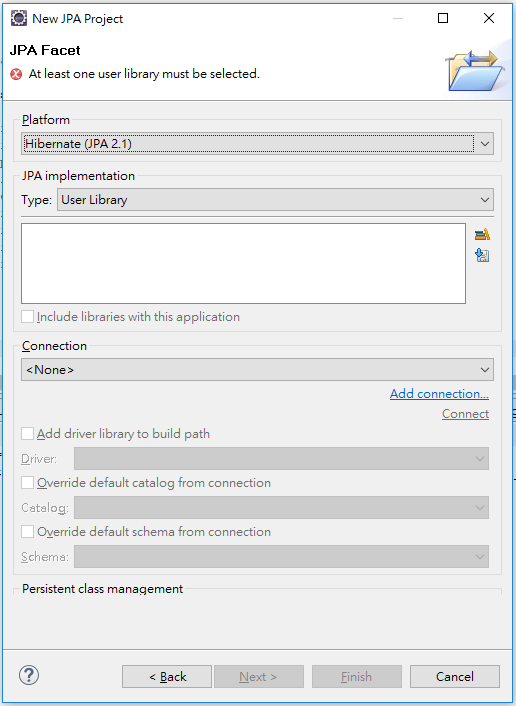 New JPA Project
JPA Facet
At least one user library must be selected.
Platform
Hibernate (JPA 2.1)
JPA implementation
Type: User Library
Include libraries with this application
Connection
<None>
Add connection...
Connect
Add driver library to build path
Driver:
Override default catalog from connection
Catalog:
Override default schema from connection
Schema:
Persistent class management
< Back Next > Finish Cancel